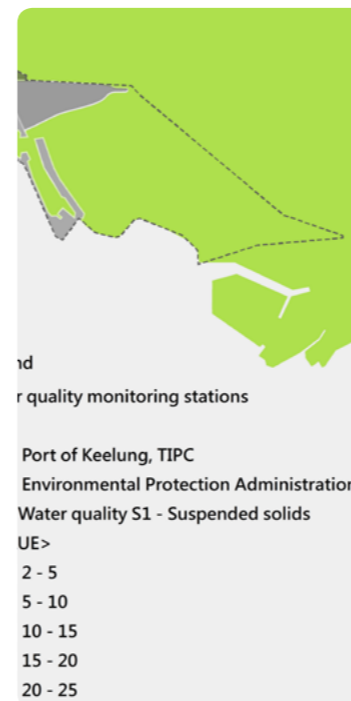 nd
r quality monitoring stations
Port of Keelung, TIPC
Environmental Protection Administration
Water quality S1 - Suspended solids
UE>
2 - 5
5 - 10
10 - 15
15 - 20
20 - 25